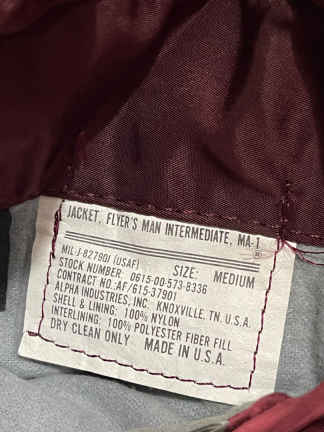 JACKET, FLYER'S MAN INTERMEDIATE, MA-1
MIL-J-8279OJ (USAF)
SIZE: MEDIUM
STOCK NUMBER: 0615-00-573-8336
CONTRACT NO: AF/615-37901
ALPHA INDUSTRIES, INC. KNOXVILLE, TN. U.S.A.
SHELL & LINING: 100% NYLON
INTERLINING: 100% POLYESTER FIBER FILL
DRY CLEAN ONLY MADE IN U.S.A.